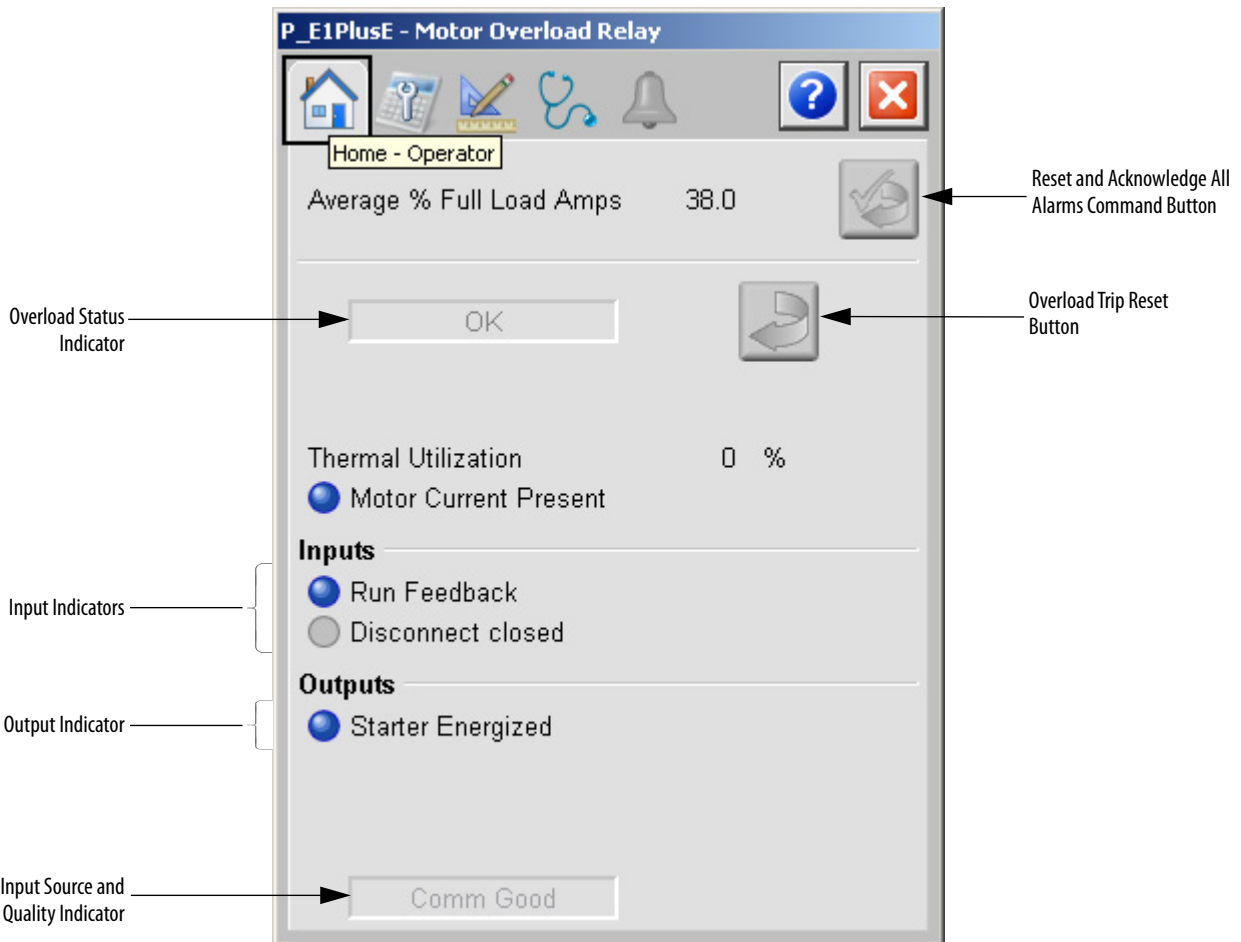 P_E1PlusE - Motor Overload Relay
?
Home - Operator
Average % Full Load Amps 38.0
Reset and Acknowledge All
Alarms Command Button
Overload Status
Indicator
OK
Overload Trip Reset
Button
Thermal Utilization 0 %
Motor Current Present
Inputs
Input Indicators
Run Feedback
Disconnect closed
Outputs
Output Indicator
Starter Energized
Input Source and
Quality Indicator
Comm Good